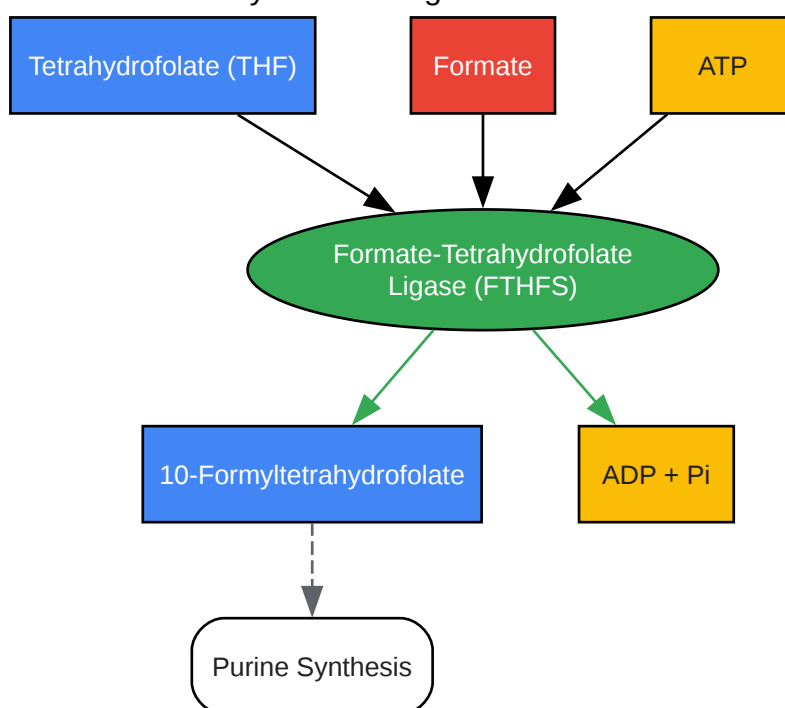 Tetrahydrofolate (THF)
Formate
ATP
Formate-Tetrahydrofolate
Ligase (FTHFS)
10-Formyltetrahydrofolate
ADP + Pi
Purine Synthesis